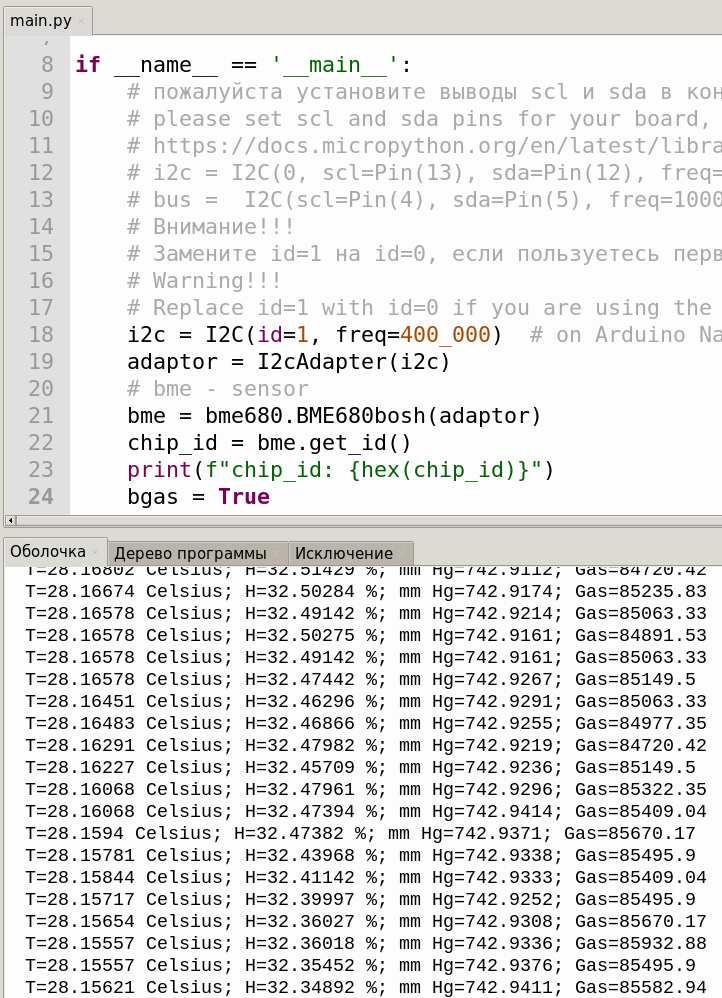 main.py
8 if __name__ == '__main__':
9 # пожалуйста установите выводы scl и sda в кон
10 # please set scl and sda pins for your board,
11 # https://docs.micropython.org/en/latest/libra
12 # i2c = I2C(0, scl=Pin(13), sda=Pin(12), freq=
13 # bus =  I2C(scl=Pin(4), sda=Pin(5), freq=1000
14 # Внимание!!!
15 # Замените id=1 на id=0, если пользуетесь перв
16 # Warning!!!
17 # Replace id=1 with id=0 if you are using the
18 i2c = I2C(id=1, freq=400_000)  # on Arduino Na
19 adaptor = I2cAdapter(i2c)
20 # bme - sensor
21 bme = bme680.BME680bosh(adaptor)
22 chip_id = bme.get_id()
23 print(f"chip_id: {hex(chip_id)}")
24 bgas = True
Оболочка Дерево программы Исключение
T=28.16802 Celsius; H=32.51429 %; mm Hg=742.9112; Gas=84720.42
T=28.16674 Celsius; H=32.50284 %; mm Hg=742.9174; Gas=85235.83
T=28.16578 Celsius; H=32.49142 %; mm Hg=742.9214; Gas=85063.33
T=28.16578 Celsius; H=32.50275 %; mm Hg=742.9161; Gas=84891.53
T=28.16578 Celsius; H=32.49142 %; mm Hg=742.9161; Gas=85063.33
T=28.16578 Celsius; H=32.47442 %; mm Hg=742.9267; Gas=85149.5
T=28.16451 Celsius; H=32.46296 %; mm Hg=742.9291; Gas=85063.33
T=28.16483 Celsius; H=32.46866 %; mm Hg=742.9255; Gas=84977.35
T=28.16291 Celsius; H=32.47982 %; mm Hg=742.9219; Gas=84720.42
T=28.16227 Celsius; H=32.45709 %; mm Hg=742.9236; Gas=85149.5
T=28.16068 Celsius; H=32.47961 %; mm Hg=742.9296; Gas=85322.35
T=28.16068 Celsius; H=32.47394 %; mm Hg=742.9414; Gas=85409.04
T=28.1594 Celsius; H=32.47382 %; mm Hg=742.9371; Gas=85670.17
T=28.15781 Celsius; H=32.43968 %; mm Hg=742.9338; Gas=85495.9
T=28.15844 Celsius; H=32.41142 %; mm Hg=742.9333; Gas=85409.04
T=28.15717 Celsius; H=32.39997 %; mm Hg=742.9252; Gas=85495.9
T=28.15654 Celsius; H=32.36027 %; mm Hg=742.9308; Gas=85670.17
T=28.15557 Celsius; H=32.36018 %; mm Hg=742.9336; Gas=85932.88
T=28.15557 Celsius; H=32.35452 %; mm Hg=742.9376; Gas=85495.9
T=28.15621 Celsius; H=32.34892 %; mm Hg=742.9411; Gas=85582.94